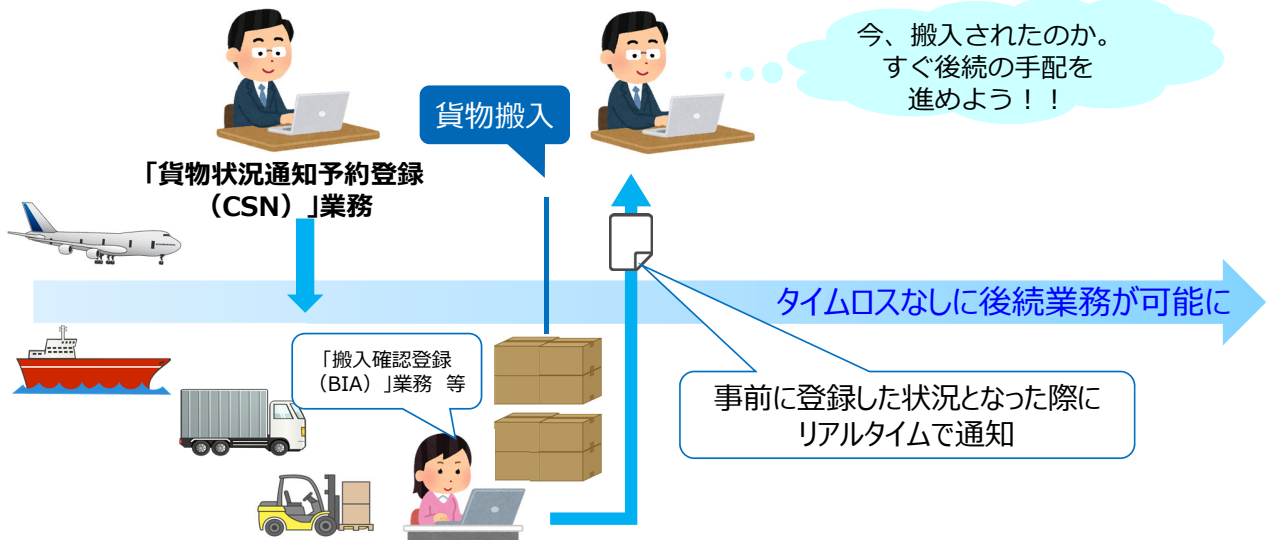 今、搬入されたのか。
すぐ後続の手配を
進めよう！！
貨物搬入
「貨物状況通知予約登録
（CSN）」業務
タイムロスなしに後続業務が可能に
「搬入確認登録
（BIA）」業務 等
事前に登録した状況となった際に
リアルタイムで通知